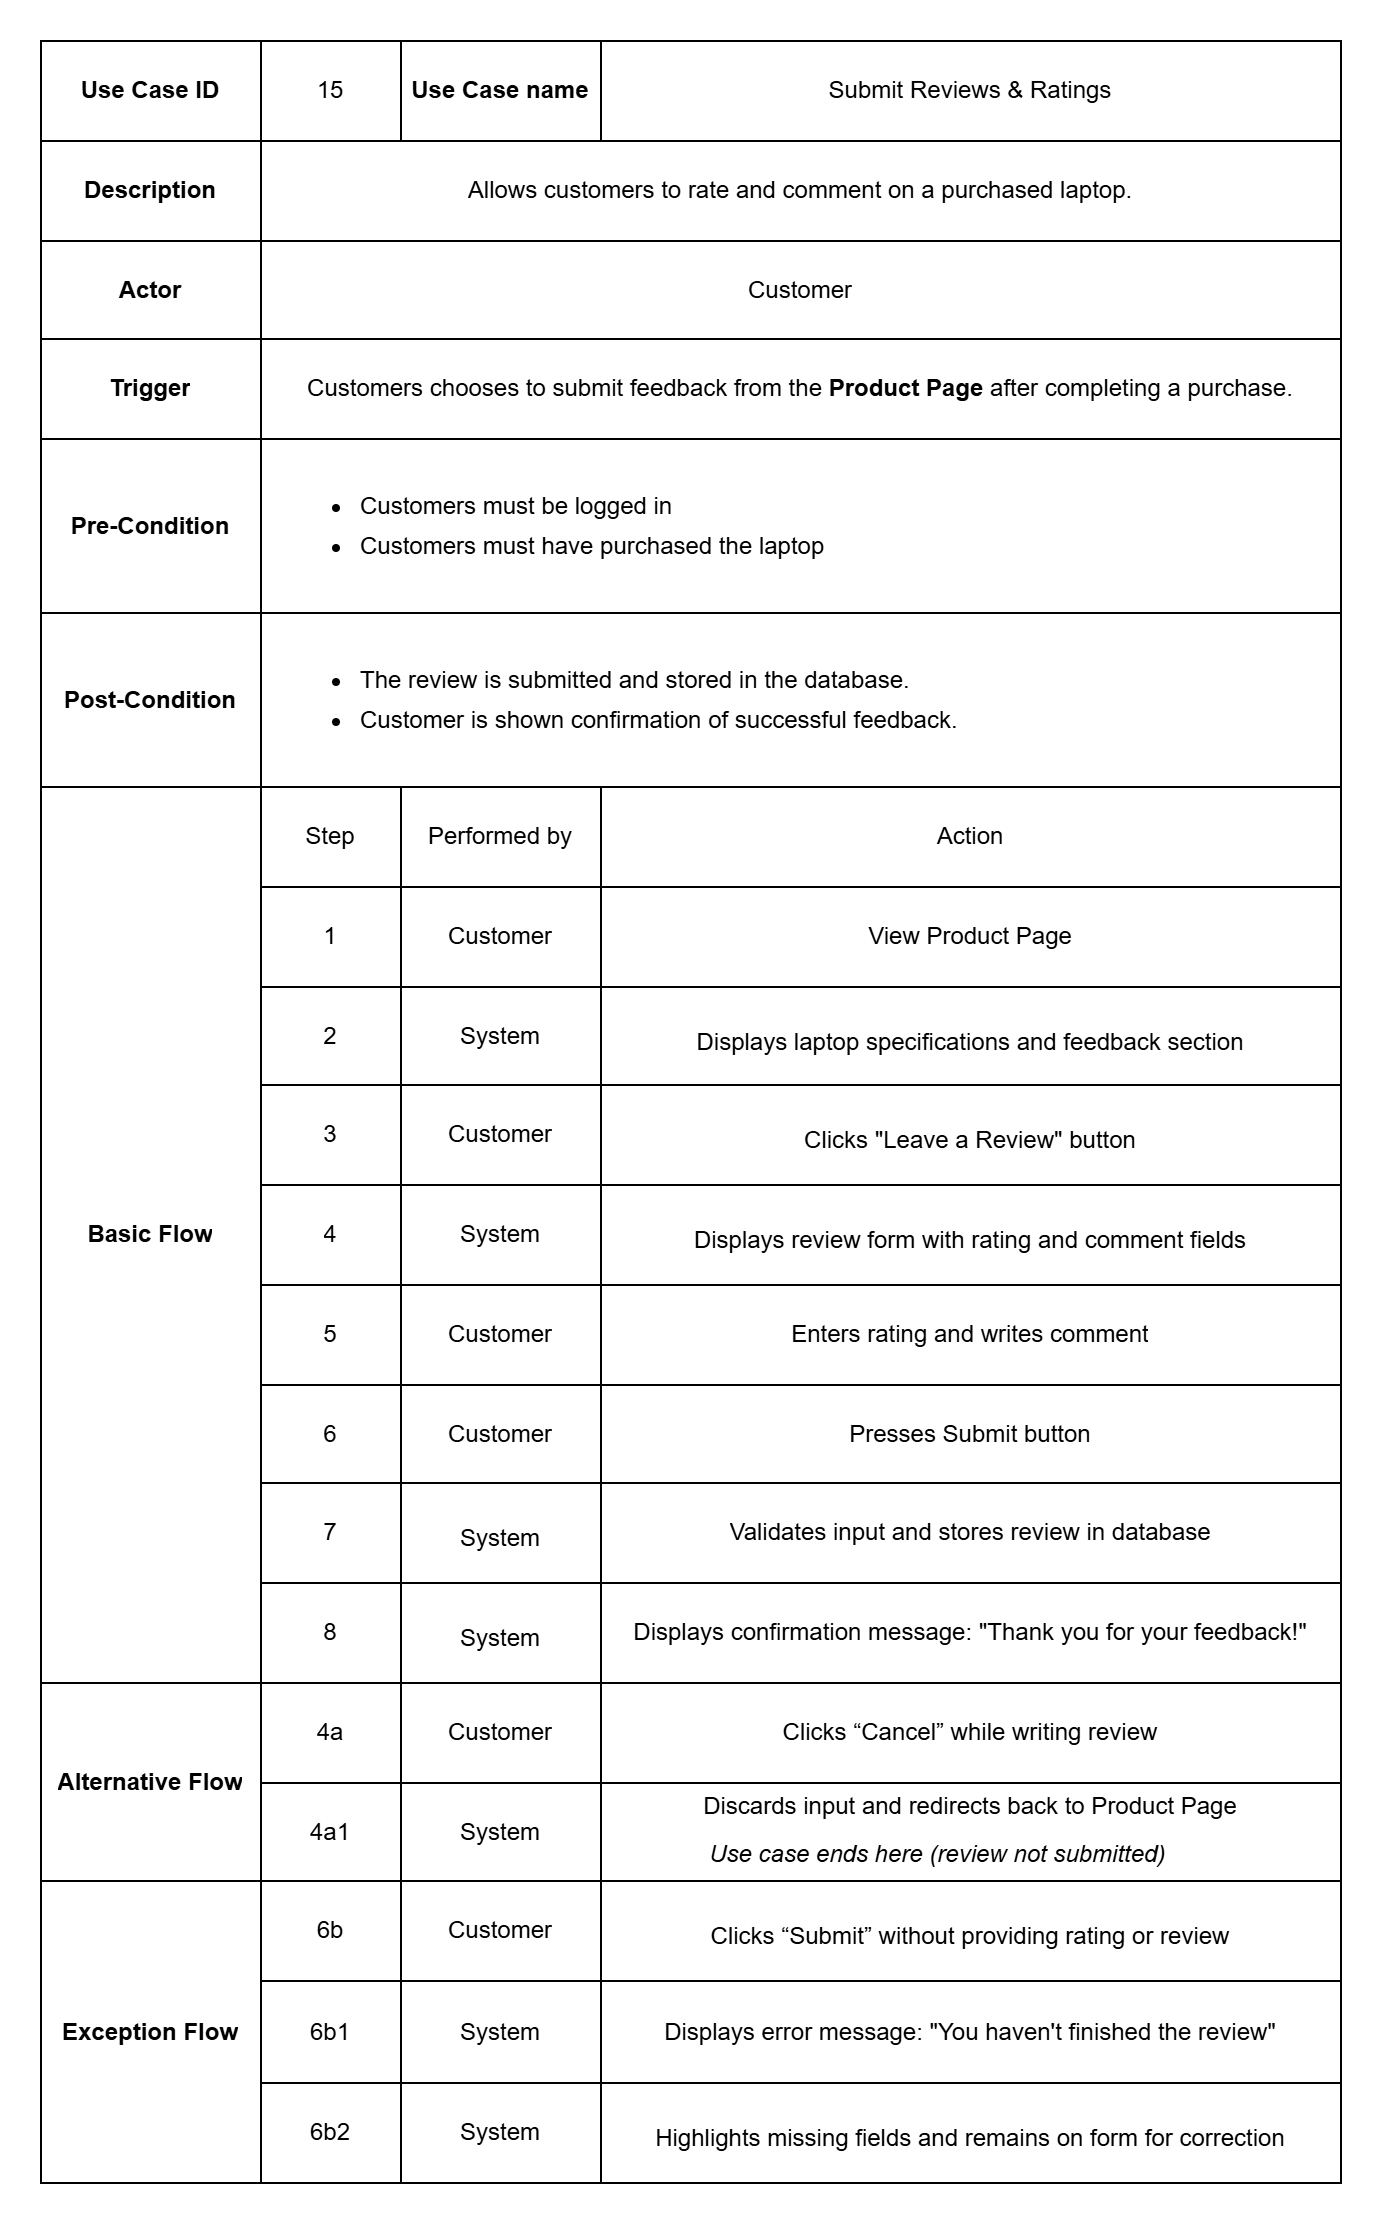 Use Case ID 15 Use Case name Submit Reviews & Ratings
Description Allows customers to rate and comment on a purchased laptop.
Actor Customer
Trigger Customers chooses to submit feedback from the Product Page after completing a purchase.
Pre-Condition
• Customers must be logged in
• Customers must have purchased the laptop
Post-Condition
• The review is submitted and stored in the database.
• Customer is shown confirmation of successful feedback.
Basic Flow
Step Performed by Action
1 Customer View Product Page
2 System Displays laptop specifications and feedback section
3 Customer Clicks "Leave a Review" button
4 System Displays review form with rating and comment fields
5 Customer Enters rating and writes comment
6 Customer Presses Submit button
7 System Validates input and stores review in database
8 System Displays confirmation message: "Thank you for your feedback!"
Alternative Flow
4a Customer Clicks “Cancel” while writing review
4a1 System Discards input and redirects back to Product Page
Use case ends here (review not submitted)
Exception Flow
6b Customer Clicks “Submit” without providing rating or review
6b1 System Displays error message: "You haven't finished the review"
6b2 System Highlights missing fields and remains on form for correction